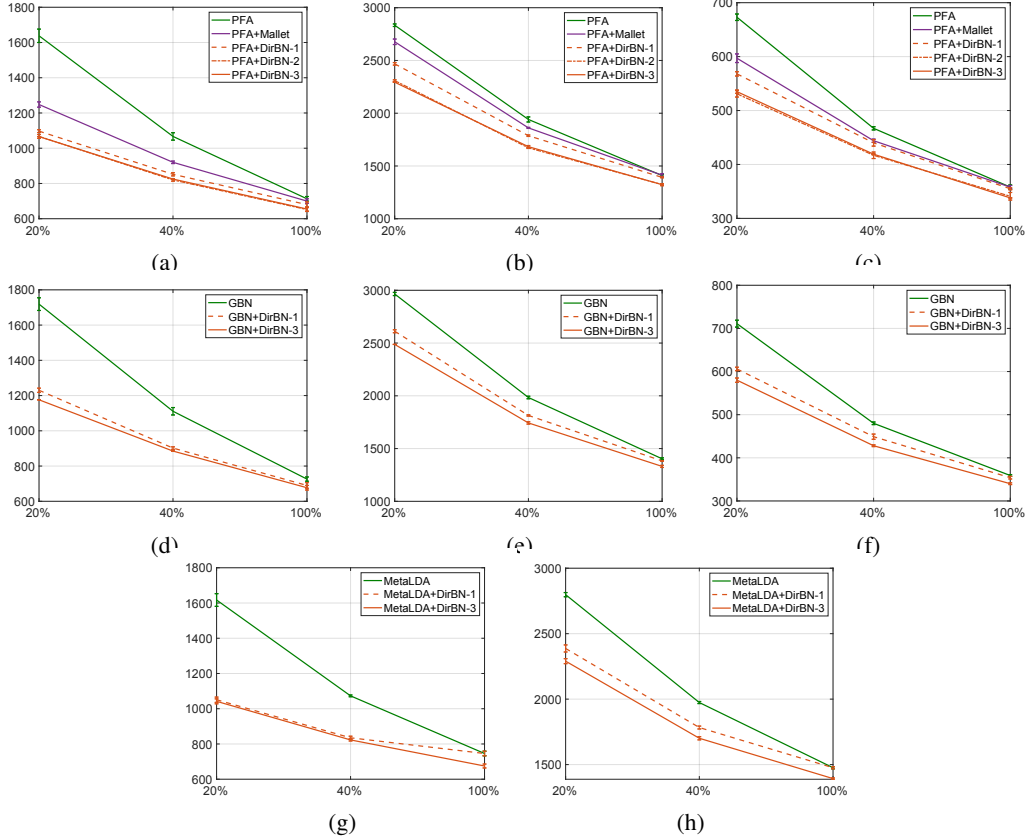 1800
1600
1400
1200
1000
800
600
20%
40%
100%
PFA
PFA+Mallet
PFA+DirBN-1
PFA+DirBN-2
PFA+DirBN-3
(a)
3000
2500
2000
1500
1000
20%
40%
100%
PFA
PFA+Mallet
PFA+DirBN-1
PFA+DirBN-2
PFA+DirBN-3
(b)
700
600
500
400
300
20%
40%
100%
PFA
PFA+Mallet
PFA+DirBN-1
PFA+DirBN-2
PFA+DirBN-3
(c)
1800
1600
1400
1200
1000
800
600
20%
40%
100%
GBN
GBN+DirBN-1
GBN+DirBN-3
(d)
3000
2500
2000
1500
1000
20%
40%
100%
GBN
GBN+DirBN-1
GBN+DirBN-3
(e)
800
700
600
500
400
300
20%
40%
100%
GBN
GBN+DirBN-1
GBN+DirBN-3
(f)
1800
1600
1400
1200
1000
800
600
20%
40%
100%
MetaLDA
MetaLDA+DirBN-1
MetaLDA+DirBN-3
(g)
3000
2500
2000
1500
20%
40%
100%
MetaLDA
MetaLDA+DirBN-1
MetaLDA+DirBN-3
(h)